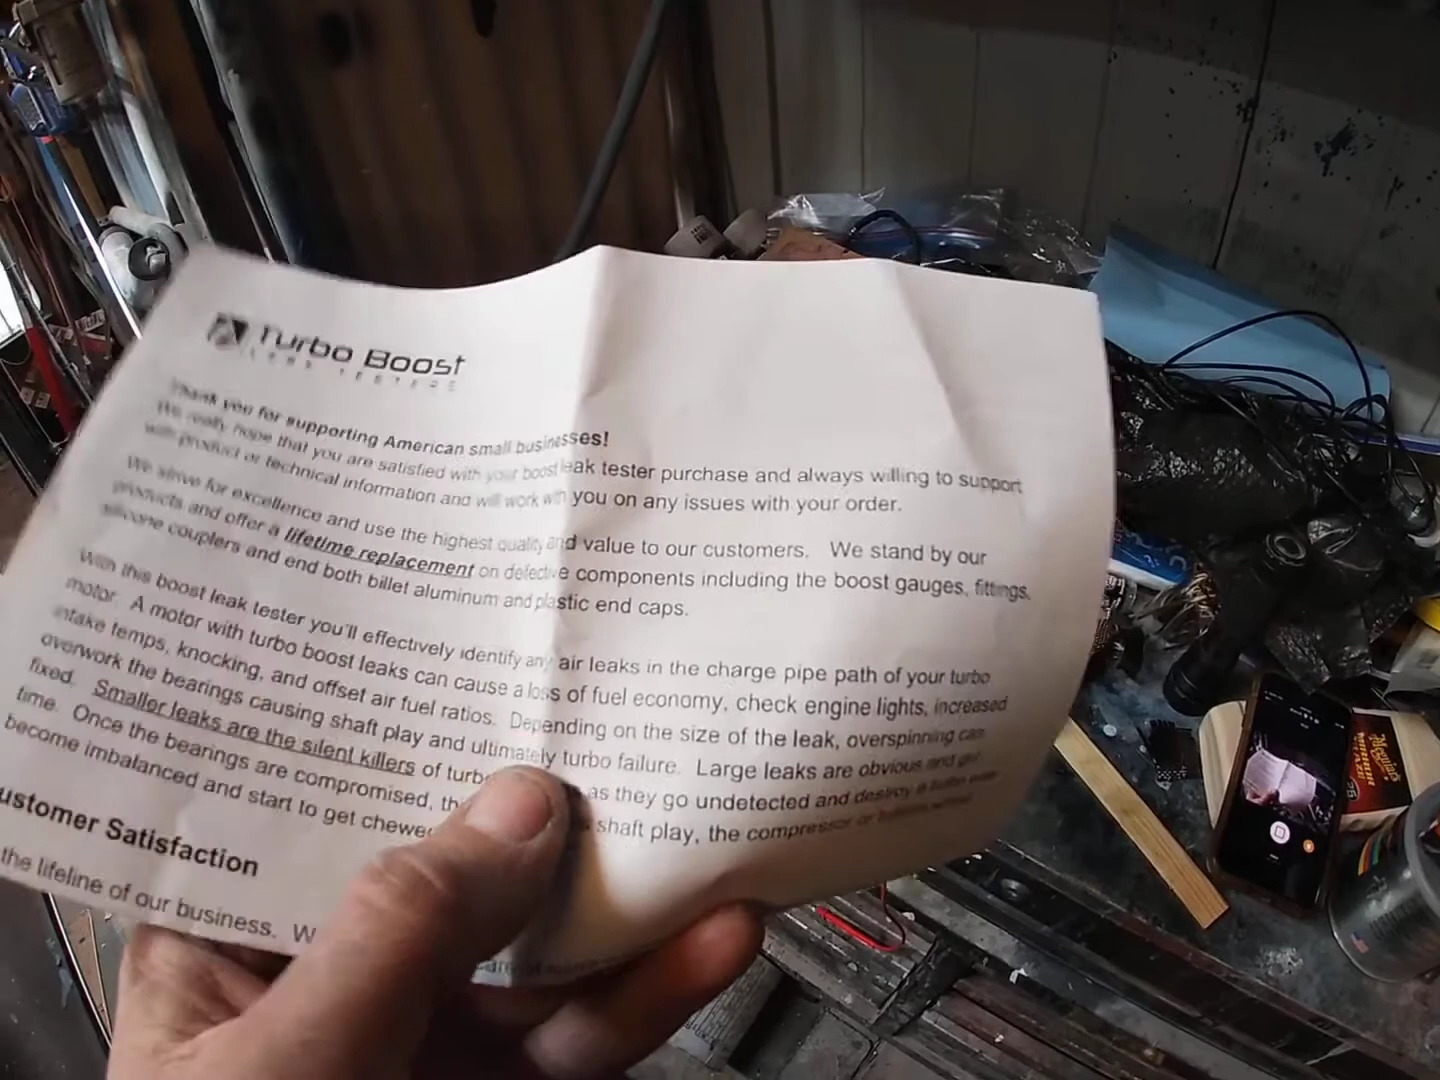 Turbo Boost
LEAK TESTERS
Thank you for supporting American small businesses!
We really hope that you are satisfied with your boost leak tester purchase and always willing to support
with product or technical information and will work with you on any issues with your order.
We strive for excellence and use the highest quality and value to our customers. We stand by our
products and offer a lifetime replacement on defective components including the boost gauges, fittings,
silicone couplers and end both billet aluminum and plastic end caps.
With this boost leak tester you'll effectively identify any air leaks in the charge pipe path of your turbo
motor. A motor with turbo boost leaks can cause a loss of fuel economy, check engine lights, increased
intake temps, knocking, and offset air fuel ratios. Depending on the size of the leak, overspinning can
overwork the bearings causing shaft play and ultimately turbo failure. Large leaks are obvious and get
fixed. Smaller leaks are the silent killers of as they go undetected and destroy a turbo over
time. Once the bearings are compromised, shaft play, the compressor or
become imbalanced and start to get
ustomer Satisfaction
the lifeline of our business.